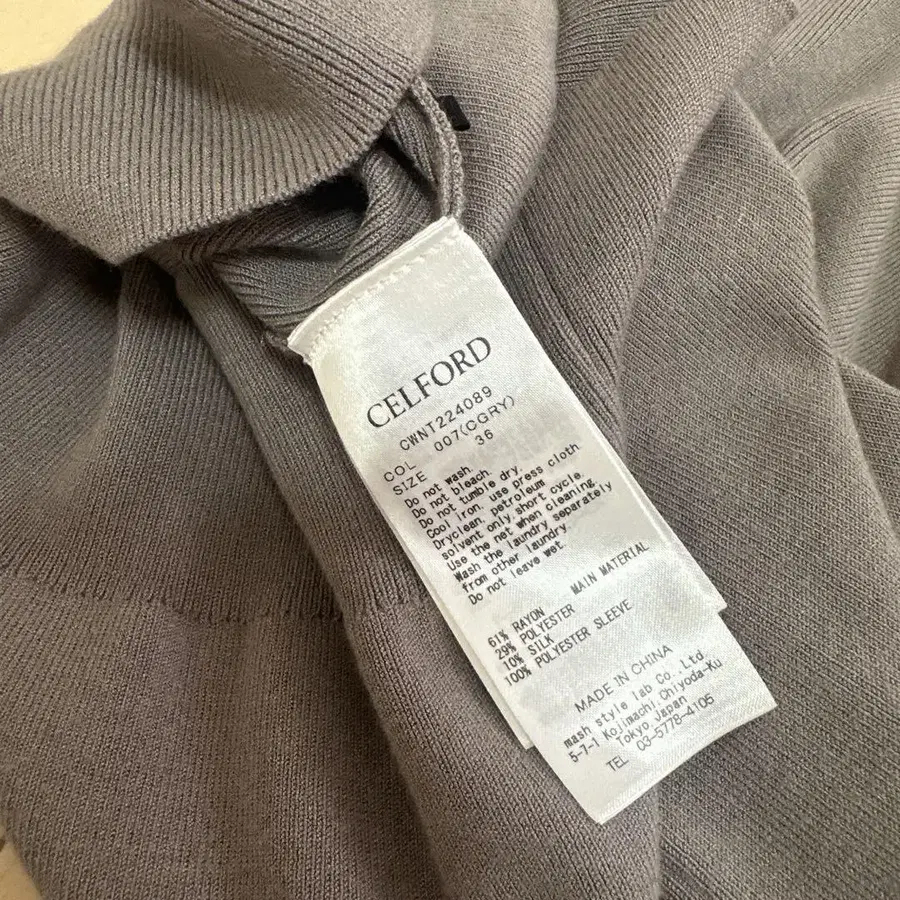 CELFORD
CWNT224089
COL 007(CGRY)
SIZE 36
Do not wash.
Do not bleach.
Do not tumble dry.
Cool iron, use press cloth
Dryclean, petroleum
solvent only,short cycle.
Use the net when cleaning
Wash the laundry separately
from other laundry.
Do not leave wet.
61% RAYON MAIN MATERIAL
29% POLYESTER
10% SILK
100% POLYESTER SLEEVE
MADE IN CHINA
mash style lab Co.,Ltd.
5-7-1 Kojimachi,Chiyoda-Ku
Tokyo,Japan
TEL 03-5778-4105